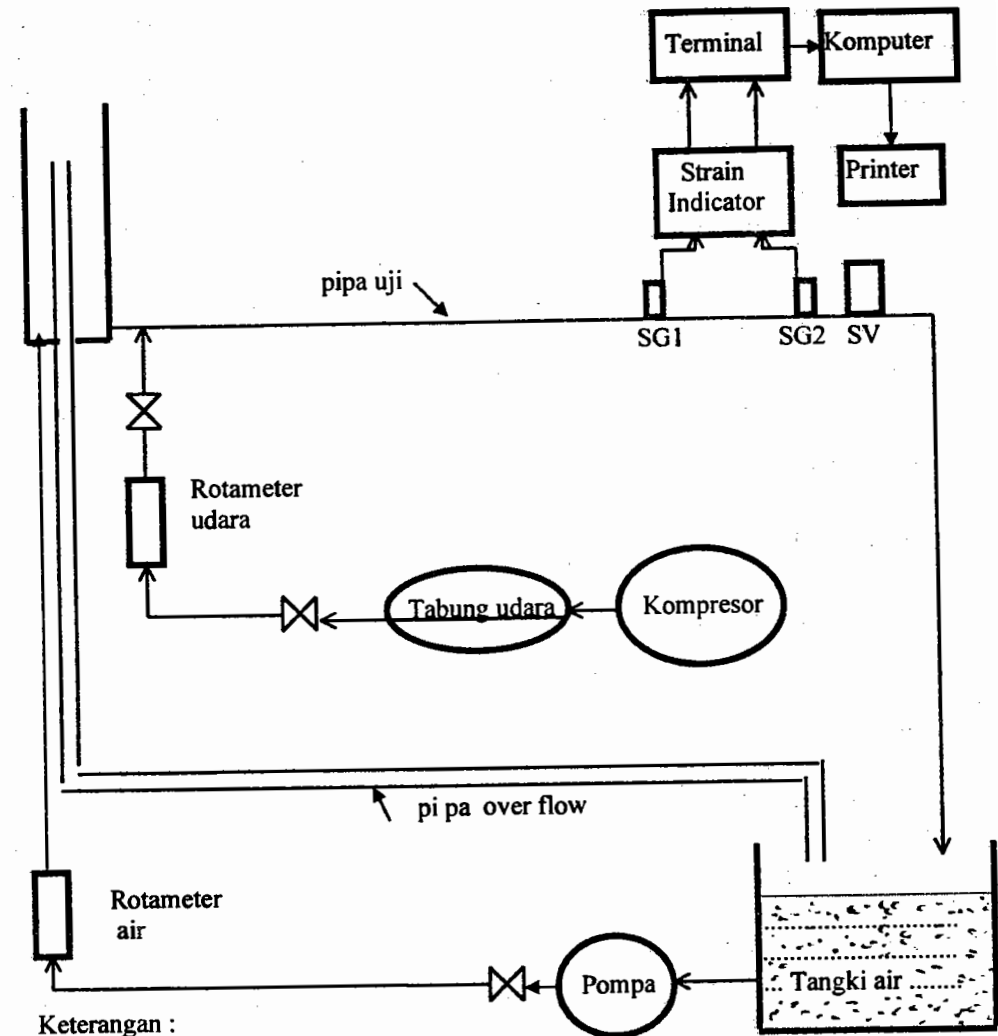 Terminal
Komputer
Strain
Indicator
Printer
pipa uji
SG1
SG2
SV
Rotameter
udara
Tabung udara
Kompresor
pi pa over flow
Rotameter
air
Pompa
Tangki air
Keterangan :